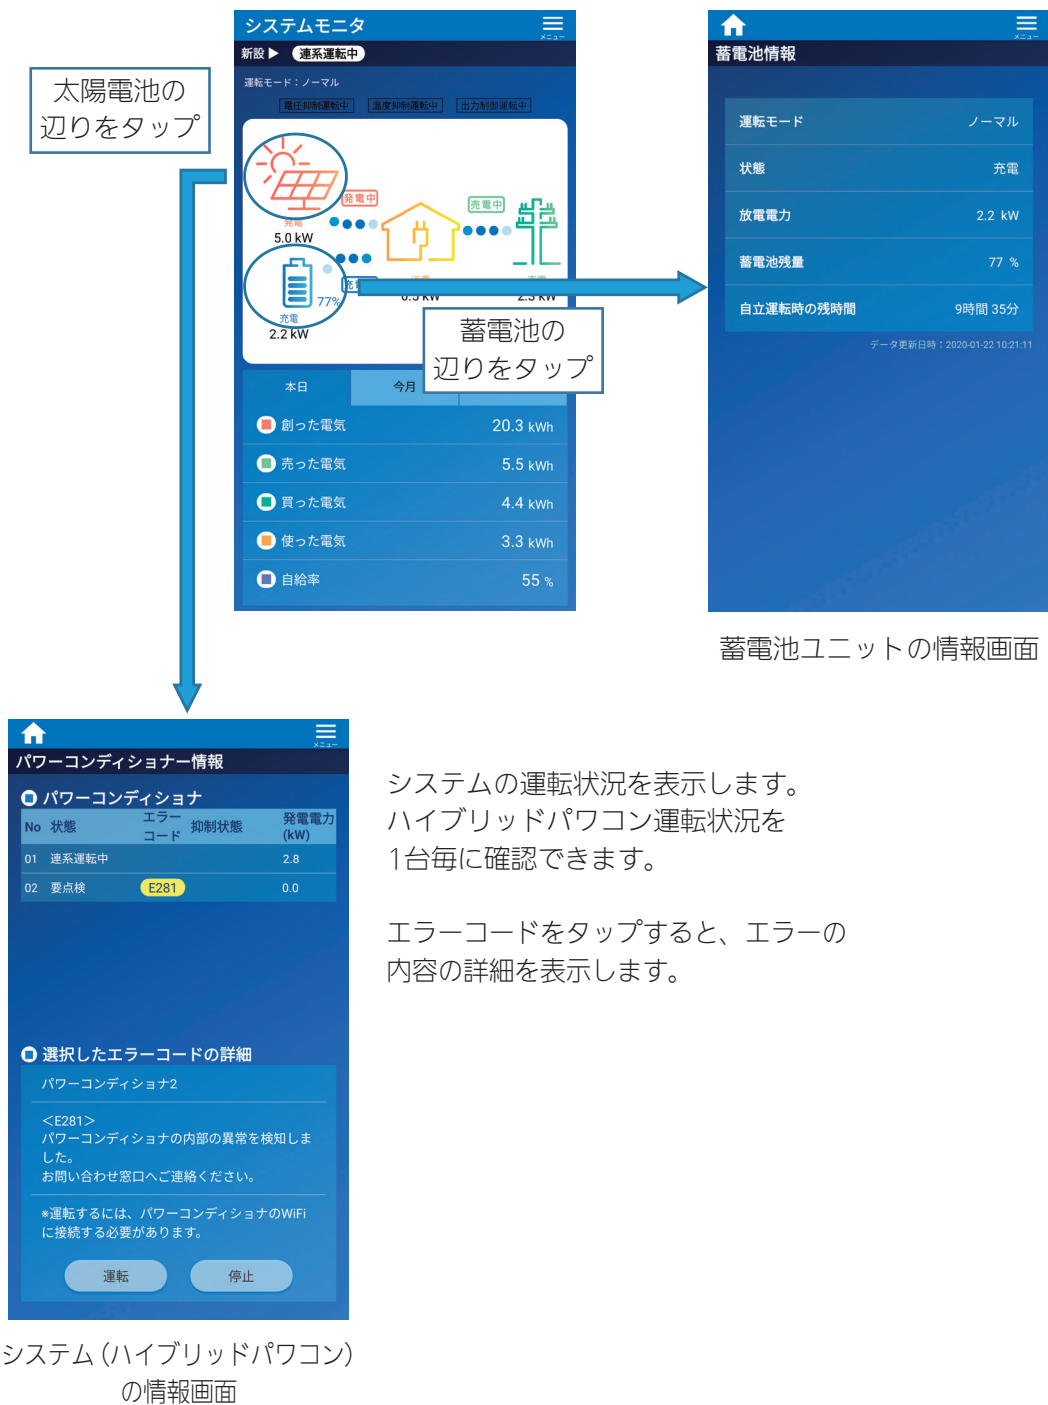 システムモニタ
メニュー
新設 ▶ 連系運転中
運転モード：ノーマル
電圧抑制運転中 温度抑制運転中 出力制御運転中
太陽電池の
辺りをタップ
発電
5.0 kW
発電中
売電中
77%
充電
2.2 kW
0.5 kW
2.3 kW
蓄電池の
辺りをタップ
本日 今月
創った電気 20.3 kWh
売った電気 5.5 kWh
買った電気 4.4 kWh
使った電気 3.3 kWh
自給率 55 %
メニュー
蓄電池情報
運転モード ノーマル
状態 充電
放電電力 2.2 kW
蓄電池残量 77 %
自立運転時の残時間 9時間 35分
データ更新日時：2020-01-22 10:21:11
蓄電池ユニットの情報画面
メニュー
パワーコンディショナー情報
パワーコンディショナ
No 状態 エラーコード 抑制状態 発電電力(kW)
01 連系運転中 2.8
02 要点検 E281 0.0
選択したエラーコードの詳細
パワーコンディショナ2
＜E281＞
パワーコンディショナの内部の異常を検知しま
した。
お問い合わせ窓口へご連絡ください。
※運転するには、パワーコンディショナのWiFi
に接続する必要があります。
運転 停止
システム(ハイブリッドパワコン)
の情報画面
システムの運転状況を表示します。
ハイブリッドパワコン運転状況を
1台毎に確認できます。
エラーコードをタップすると、エラーの
内容の詳細を表示します。